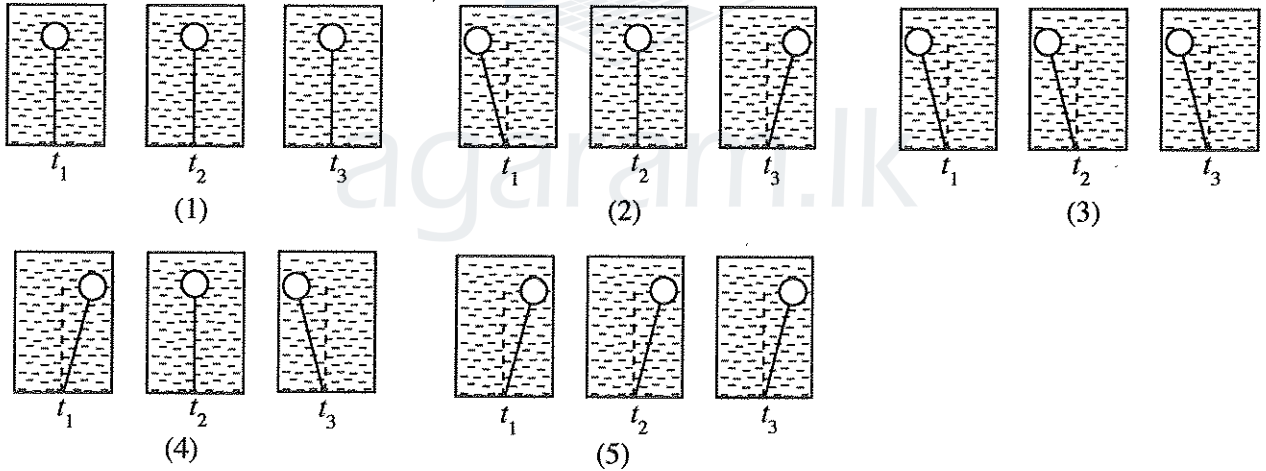 t₁ t₂ t₃ t₁ t₂ t₃ t₁ t₂ t₃
(1) (2) (3)
agaram.lk
t₁ t₂ t₃ t₁ t₂ t₃
(4) (5)